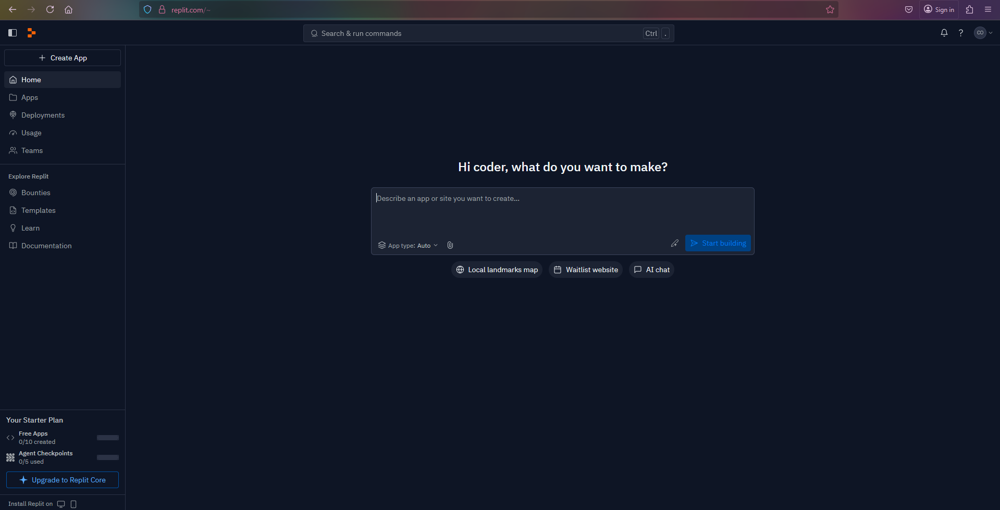 replit.com/~
Sign in
Search & run commands
Ctrl .
?
CO
Create App
Home
Apps
Deployments
Usage
Teams
Explore Replit
Bounties
Templates
Learn
Documentation
Hi coder, what do you want to make?
Describe an app or site you want to create...
App type: Auto
Start building
Local landmarks map
Waitlist website
AI chat
Your Starter Plan
Free Apps
0/10 created
Agent Checkpoints
0/5 used
Upgrade to Replit Core
Install Replit on